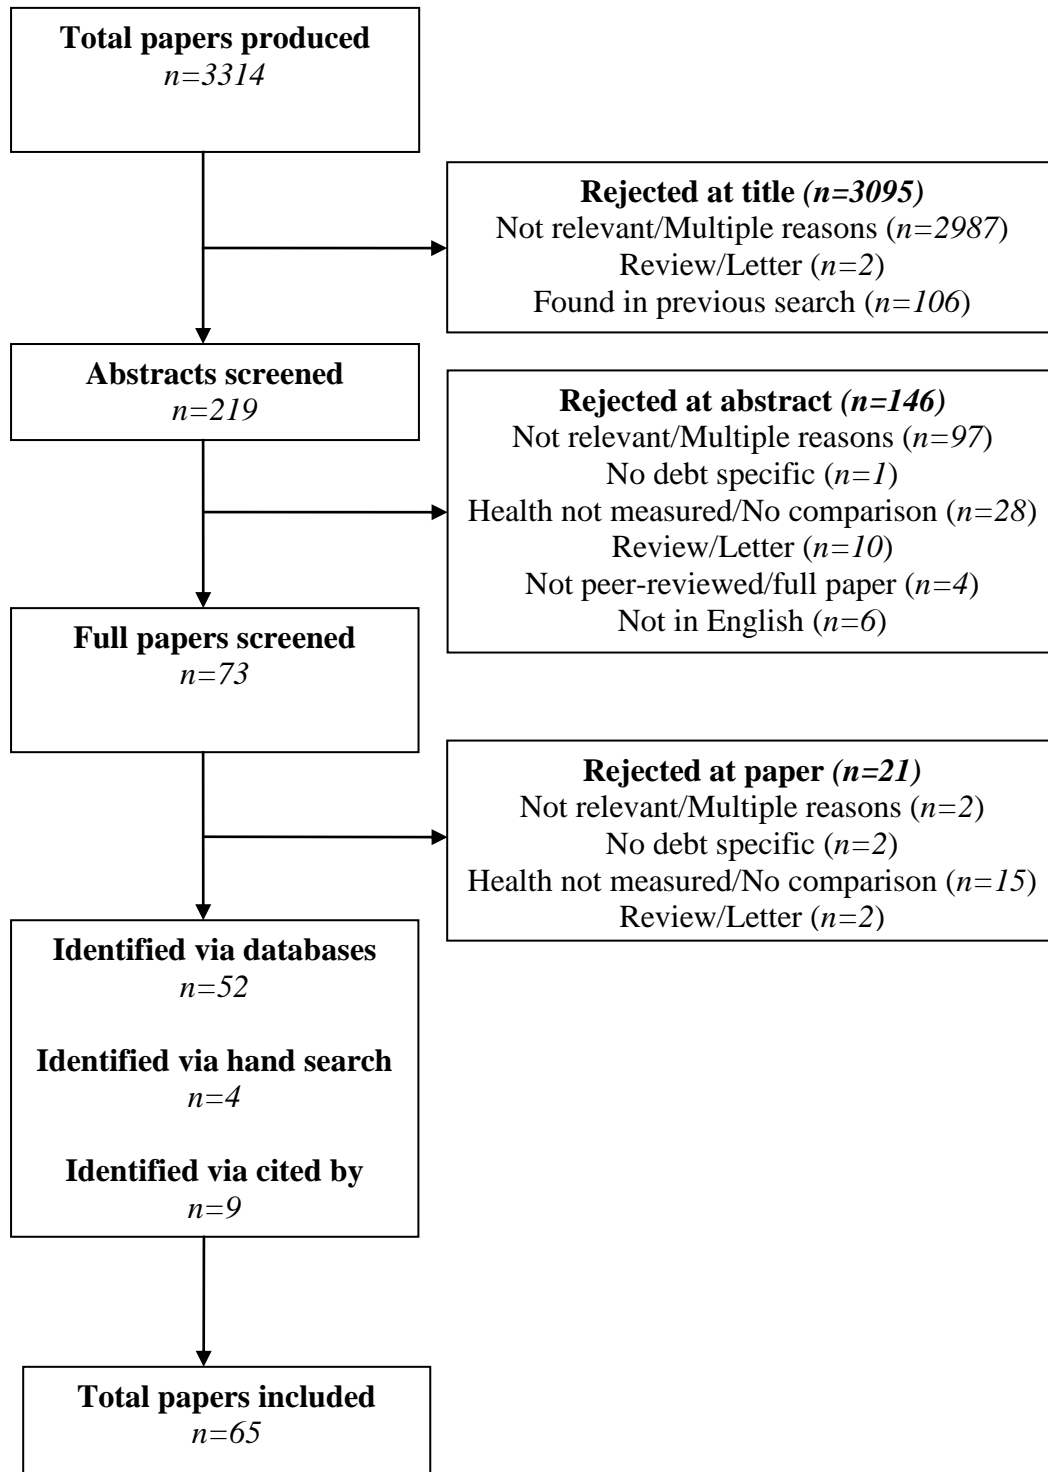 Total papers produced
n=3314
Rejected at title (n=3095)
Not relevant/Multiple reasons (n=2987)
Review/Letter (n=2)
Found in previous search (n=106)
Abstracts screened
n=219
Rejected at abstract (n=146)
Not relevant/Multiple reasons (n=97)
No debt specific (n=1)
Health not measured/No comparison (n=28)
Review/Letter (n=10)
Not peer-reviewed/full paper (n=4)
Not in English (n=6)
Full papers screened
n=73
Rejected at paper (n=21)
Not relevant/Multiple reasons (n=2)
No debt specific (n=2)
Health not measured/No comparison (n=15)
Review/Letter (n=2)
Identified via databases
n=52
Identified via hand search
n=4
Identified via cited by
n=9
Total papers included
n=65